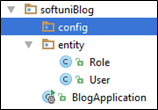 softuniBlog
config
entity
Role
User
BlogApplication